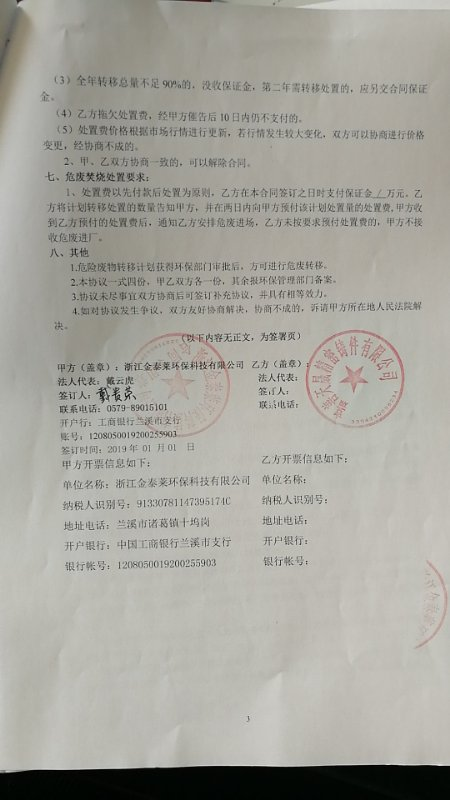 （3）全年转移总量不足90%的，没收保证金，第二年需转移处置的，应另交合同保证
金。
（4）乙方拖欠处置费，经甲方催告后10日内仍不支付的。
（5）处置费价格根据市场行情进行更新，若行情发生较大变化，双方可以协商进行价格
变更，经协商不成的。
2、甲、乙双方协商一致的，可以解除合同。
七、危废焚烧处置要求：
1、处置费以先付款后处置为原则，乙方在本合同签订之日时支付保证金 / 万元。乙
方将计划转移处置的数量告知甲方，并在两日内向甲方预付该计划处置量的处置费,甲方收
到乙方预付的处置费后，通知乙方安排危废进场，乙方未按要求预付处置费的，甲方不接
收危废进厂。
八、其他
1.危险废物转移计划获得环保部门审批后，方可进行危废转移。
2.本协议一式四份，甲乙双方各一份，其余报环保管理部门备案。
3.协议未尽事宜双方协商后可签订补充协议，并具有相等效力。
4.如对协议发生争议，双方友好协商解决，协商不成的，诉请甲方所在地人民法院解
决。
（以下内容无正文，为签署页）
甲方（盖章）：浙江金泰莱环保科技有限公司 乙方（盖章）：
法人代表：戴云虎 法人代表：
签订人：戴贵荣 签订人：
联系电话：0579-89015101 联系电话：
开户行：工商银行兰溪市支行
账号：1208050019200255903
签订时间：2019 年 01 月 01 日
甲方开票信息如下： 乙方开票信息如下：
单位名称：浙江金泰莱环保科技有限公司 单位名称：
纳税人识别号：91330781147395174C 纳税人识别号：
地址电话：兰溪市诸葛镇十坞岗 地址电话：
开户银行：中国工商银行兰溪市支行 开户银行：
银行帐号：1208050019200255903 银行帐号：
精密铸件有限公司
3